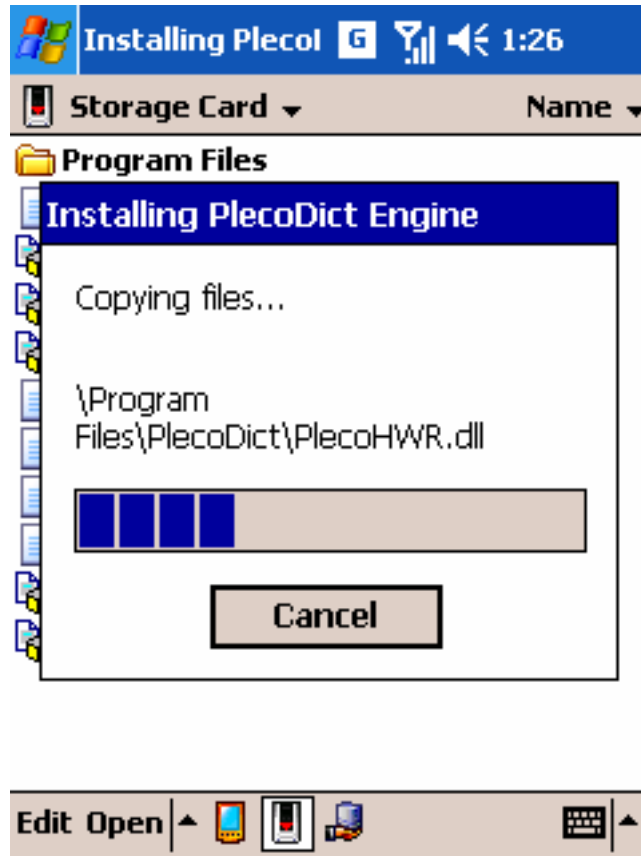 Installing Plecol G 1:26
Storage Card Name
Program Files
Installing PlecoDict Engine
Copying files...
\Program
Files\PlecoDict\PlecoHWR.dll
Cancel
Edit Open